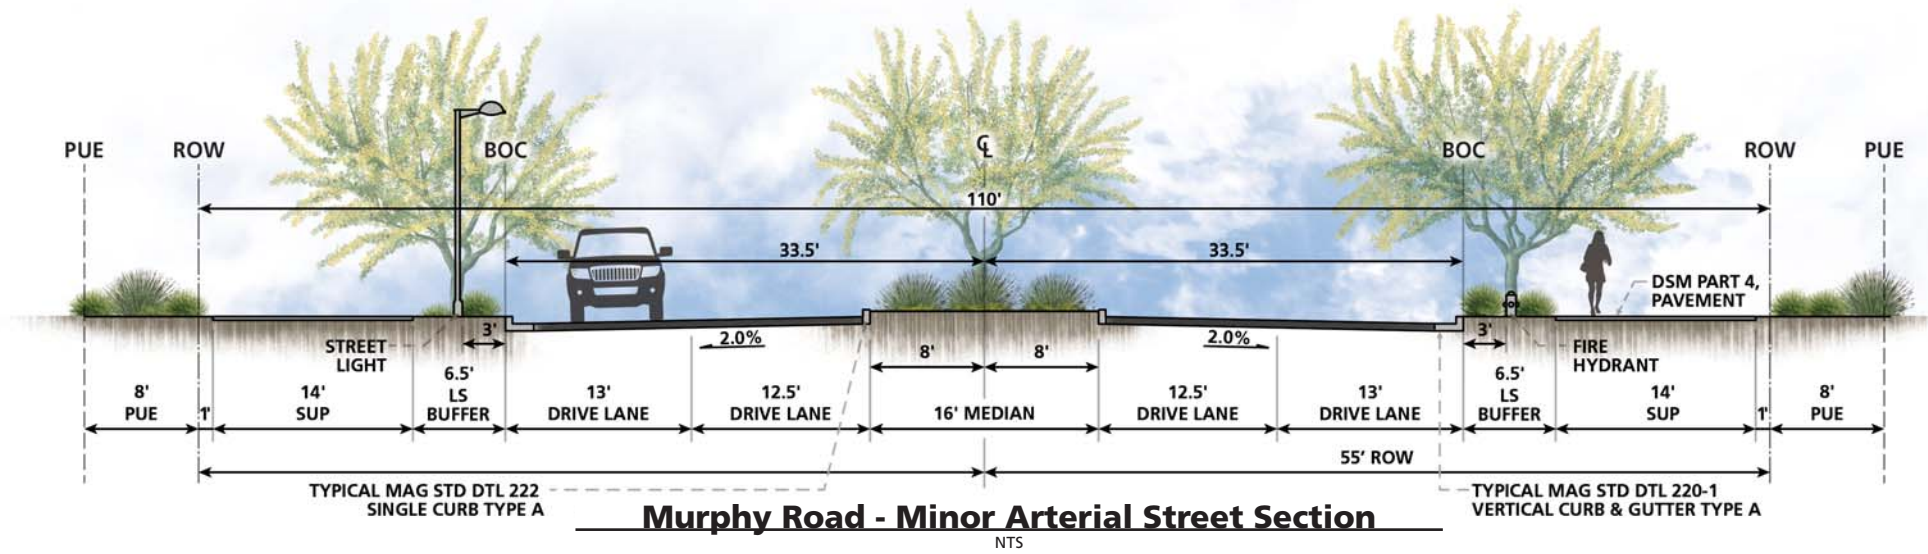 PUE
ROW
BOC
℄
BOC
ROW
PUE
110'
33.5'
33.5'
DSM PART 4,
PAVEMENT
STREET
LIGHT
3'
2.0%
8'
8'
2.0%
3'
FIRE
HYDRANT
8'
PUE
1'
14'
SUP
6.5'
LS
BUFFER
13'
DRIVE LANE
12.5'
DRIVE LANE
16' MEDIAN
12.5'
DRIVE LANE
13'
DRIVE LANE
6.5'
LS
BUFFER
14'
SUP
1'
8'
PUE
55’ ROW
TYPICAL MAG STD DTL 222
SINGLE CURB TYPE A
TYPICAL MAG STD DTL 220-1
VERTICAL CURB & GUTTER TYPE A
Murphy Road - Minor Arterial Street Section
NTS